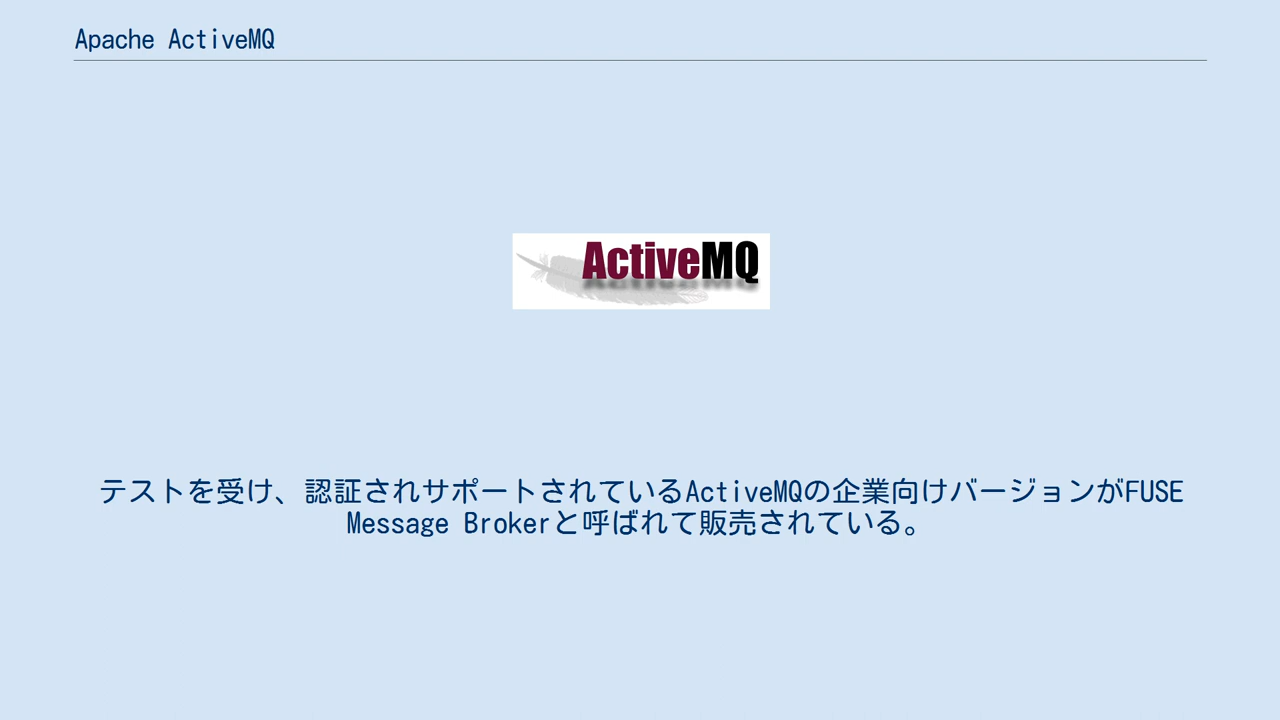 Apache ActiveMQ
ActiveMQ
テストを受け、認証されサポートされているActiveMQの企業向けバージョンがFUSE
Message Brokerと呼ばれて販売されている。